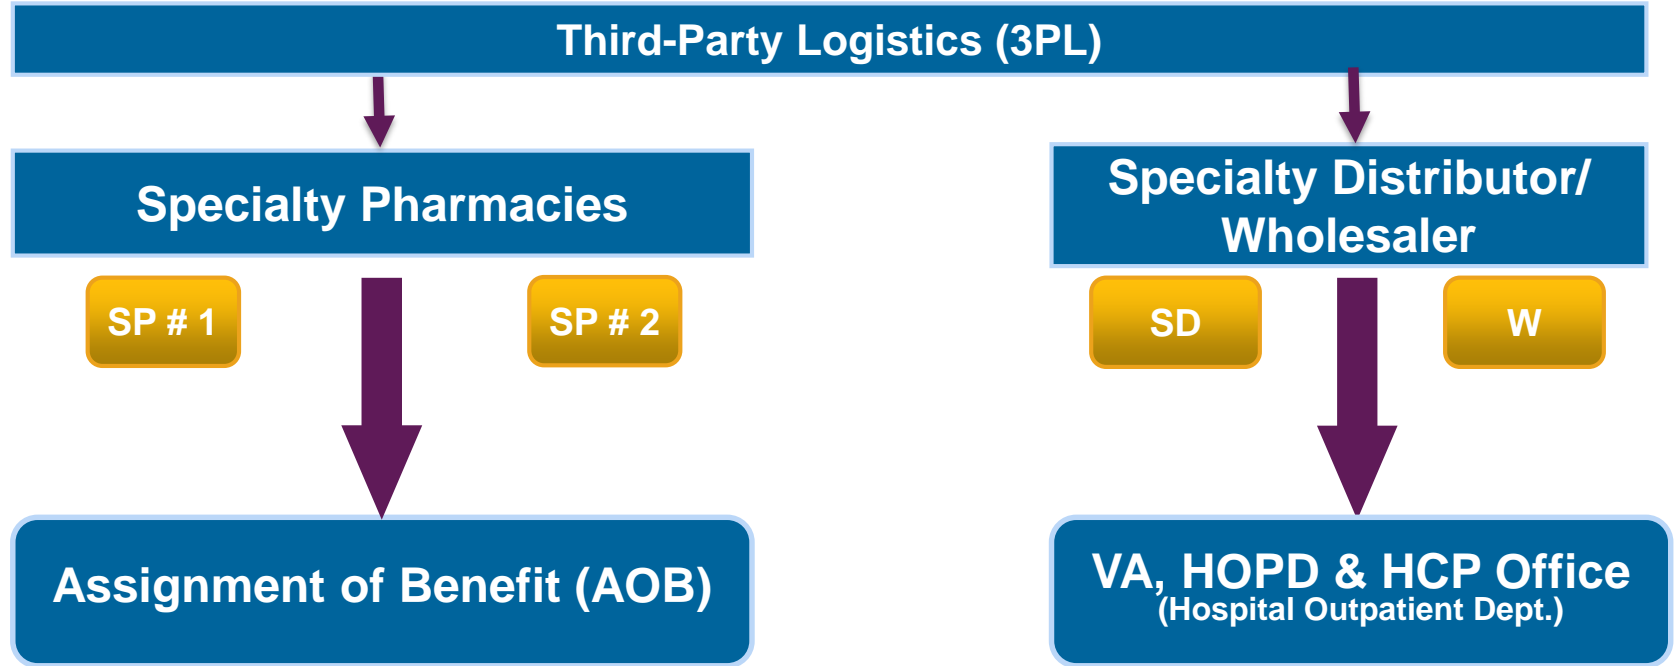 Third-Party Logistics (3PL)
Specialty Pharmacies
Specialty Distributor/
Wholesaler
SP # 1
SP # 2
SD
W
Assignment of Benefit (AOB)
VA, HOPD & HCP Office
(Hospital Outpatient Dept.)